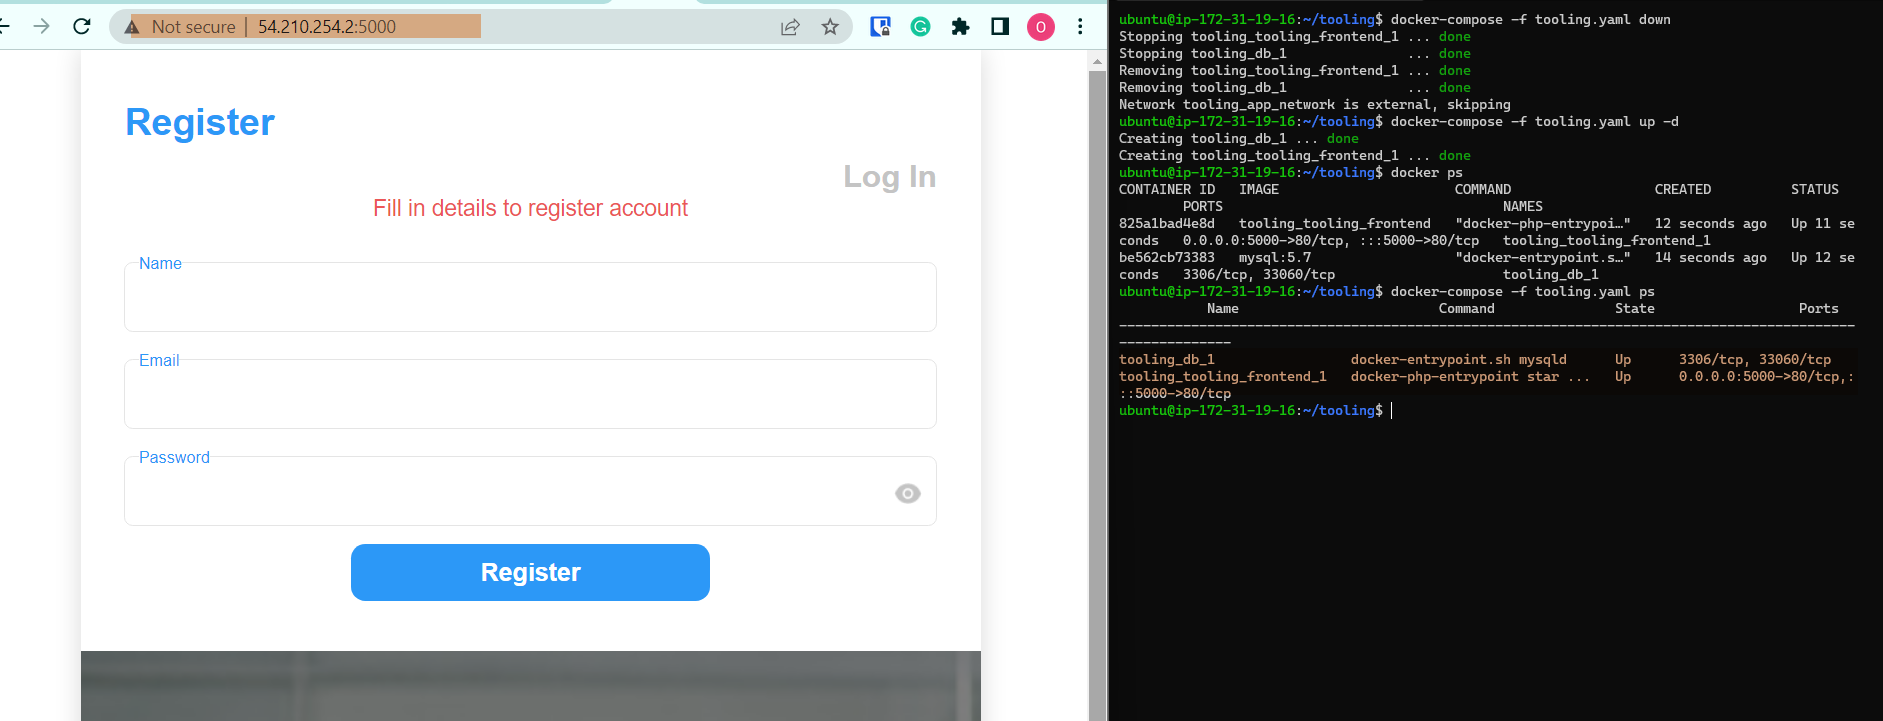 Not secure | 54.210.254.2:5000
G
O
Register
Log In
Fill in details to register account
Name
Email
Password
Register
ubuntu@ip-172-31-19-16:~/tooling$ docker-compose -f tooling.yaml down
Stopping tooling_tooling_frontend_1 ... done
Stopping tooling_db_1               ... done
Removing tooling_tooling_frontend_1 ... done
Removing tooling_db_1               ... done
Network tooling_app_network is external, skipping
ubuntu@ip-172-31-19-16:~/tooling$ docker-compose -f tooling.yaml up -d
Creating tooling_db_1 ... done
Creating tooling_tooling_frontend_1 ... done
ubuntu@ip-172-31-19-16:~/tooling$ docker ps
CONTAINER ID   IMAGE                      COMMAND                  CREATED          STATUS
        PORTS                                   NAMES
825a1bad4e8d   tooling_tooling_frontend   "docker-php-entrypoi…"   12 seconds ago   Up 11 se
conds   0.0.0.0:5000->80/tcp, :::5000->80/tcp   tooling_tooling_frontend_1
be562cb73383   mysql:5.7                  "docker-entrypoint.s…"   14 seconds ago   Up 12 se
conds   3306/tcp, 33060/tcp                     tooling_db_1
ubuntu@ip-172-31-19-16:~/tooling$ docker-compose -f tooling.yaml ps
           Name                         Command               State                  Ports
--------------------------------------------------------------------------------------------
--------------
tooling_db_1                 docker-entrypoint.sh mysqld      Up      3306/tcp, 33060/tcp
tooling_tooling_frontend_1   docker-php-entrypoint star ...   Up      0.0.0.0:5000->80/tcp,:
::5000->80/tcp
ubuntu@ip-172-31-19-16:~/tooling$